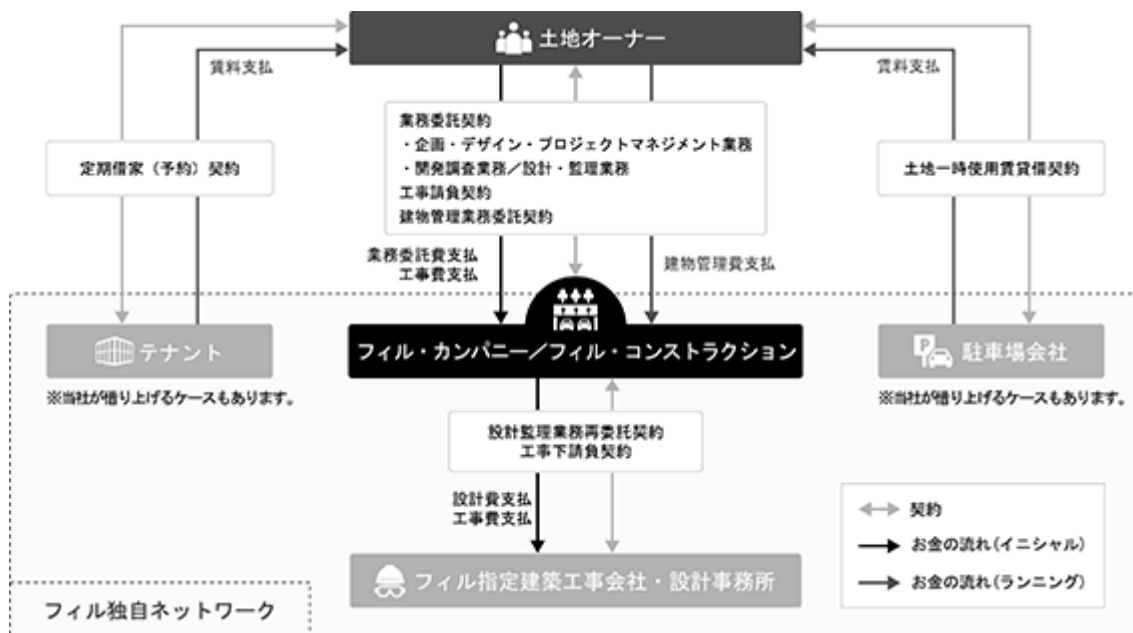 土地オーナー
賃料支払
賃料支払
業務委託契約
・企画・デザイン・プロジェクトマネジメント業務
・開発調査業務／設計・監理業務
工事請負契約
建物管理業務委託契約
定期借家（予約）契約
土地一時使用賃貸借契約
業務委託費支払
工事費支払
建物管理費支払
テナント
フィル・カンパニー／フィル・コンストラクション
P
駐車場会社
※当社が借り上げるケースもあります。
※当社が借り上げるケースもあります。
設計監理業務再委託契約
工事下請負契約
設計費支払
工事費支払
契約
お金の流れ(イニシャル)
お金の流れ(ランニング)
フィル指定建築工事会社・設計事務所
フィル独自ネットワーク